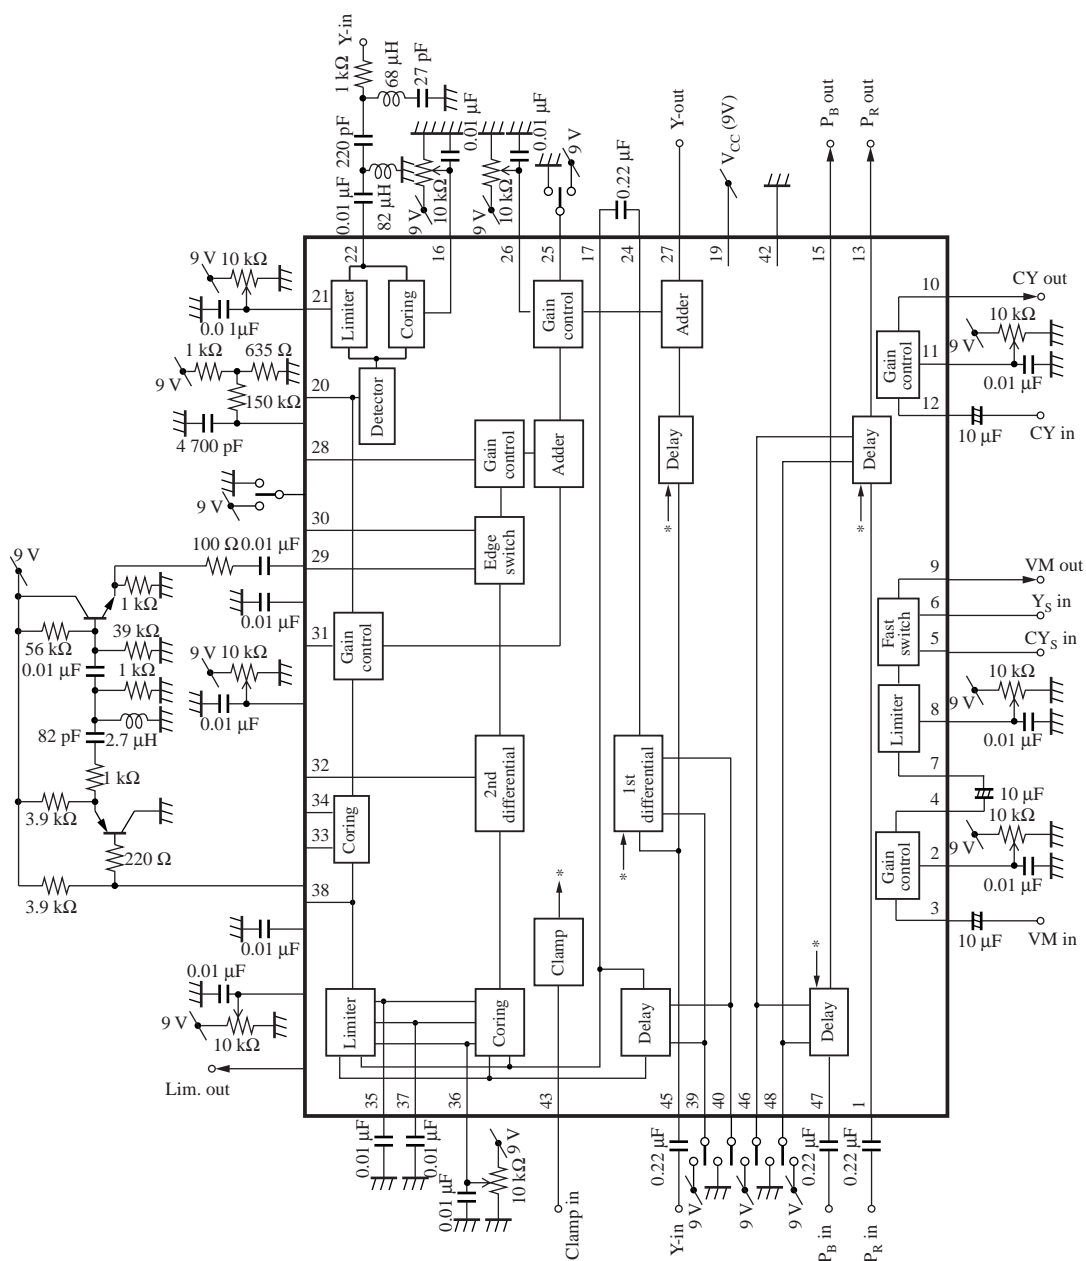 Y-in
1 kΩ
68 μH
27 pF
220 pF
0.01 μF
82 μH
9 V
10 kΩ
0.01 μF
9 V
10 kΩ
0.01 μF
9 V
0.22 μF
Y-out
VCC (9V)
PB out
PR out
22
16
26
25
17
24
27
19
42
15
13
9 V 10 kΩ
0.0 1μF
21
1 kΩ
635 Ω
9 V
150 kΩ
4 700 pF
20
28
9 V
30
29
100 Ω
0.01 μF
9 V
1 kΩ
0.01 μF
56 kΩ
39 kΩ
0.01 μF
1 kΩ
31
9 V 10 kΩ
0.01 μF
82 pF
2.7 μH
1 kΩ
3.9 kΩ
220 Ω
3.9 kΩ
32
34
33
38
0.01 μF
0.01 μF
9 V
10 kΩ
Lim. out
Limiter
Coring
Detector
Gain control
Adder
Gain control
Adder
Delay
*
Edge switch
Gain control
2nd differential
1st differential
*
Coring
Clamp
*
Limiter
Coring
Delay
Delay
*
Delay
*
Gain control
Fast switch
Limiter
Gain control
10
CY out
10 kΩ
9 V
11
0.01 μF
12
10 μF
CY in
9
VM out
6
YS in
5
CYS in
10 kΩ
9 V
8
0.01 μF
7
4
10 μF
10 kΩ
9 V
2
0.01 μF
3
10 μF
VM in
35
37
36
43
45
39
40
46
48
47
1
0.01 μF
0.01 μF
0.01 μF
9 V
10 kΩ
Clamp in
0.22 μF
Y-in
9 V
9 V
9 V
0.22 μF
PB in
0.22 μF
PR in